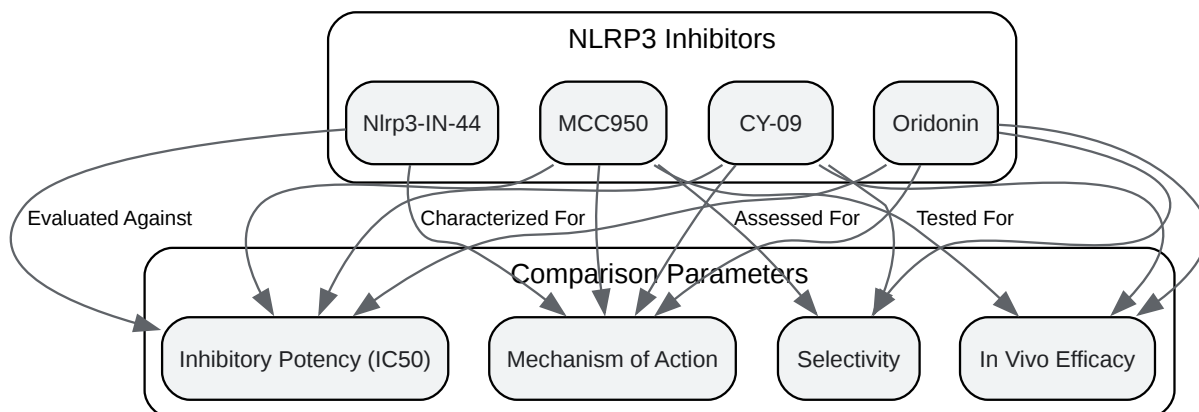 NLRP3 Inhibitors
Nlrp3-IN-44
MCC950
CY-09
Oridonin
Evaluated Against
Characterized For
Assessed For
Tested For
Comparison Parameters
Inhibitory Potency (IC50)
Mechanism of Action
Selectivity
In Vivo Efficacy